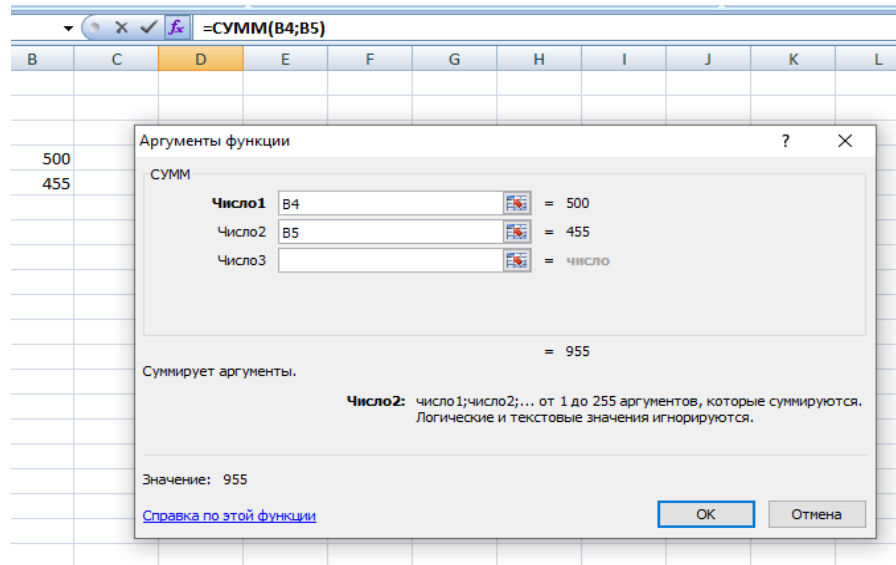 fx =СУММ(B4;B5)
B C D E F G H I J K L
Аргументы функции ?
500
СУММ
455
Число1 B4 = 500
Число2 B5 = 455
Число3 = число
= 955
Суммирует аргументы.
Число2: число1;число2;... от 1 до 255 аргументов, которые суммируются.
Логические и текстовые значения игнорируются.
Значение: 955
Справка по этой функции OK Отмена